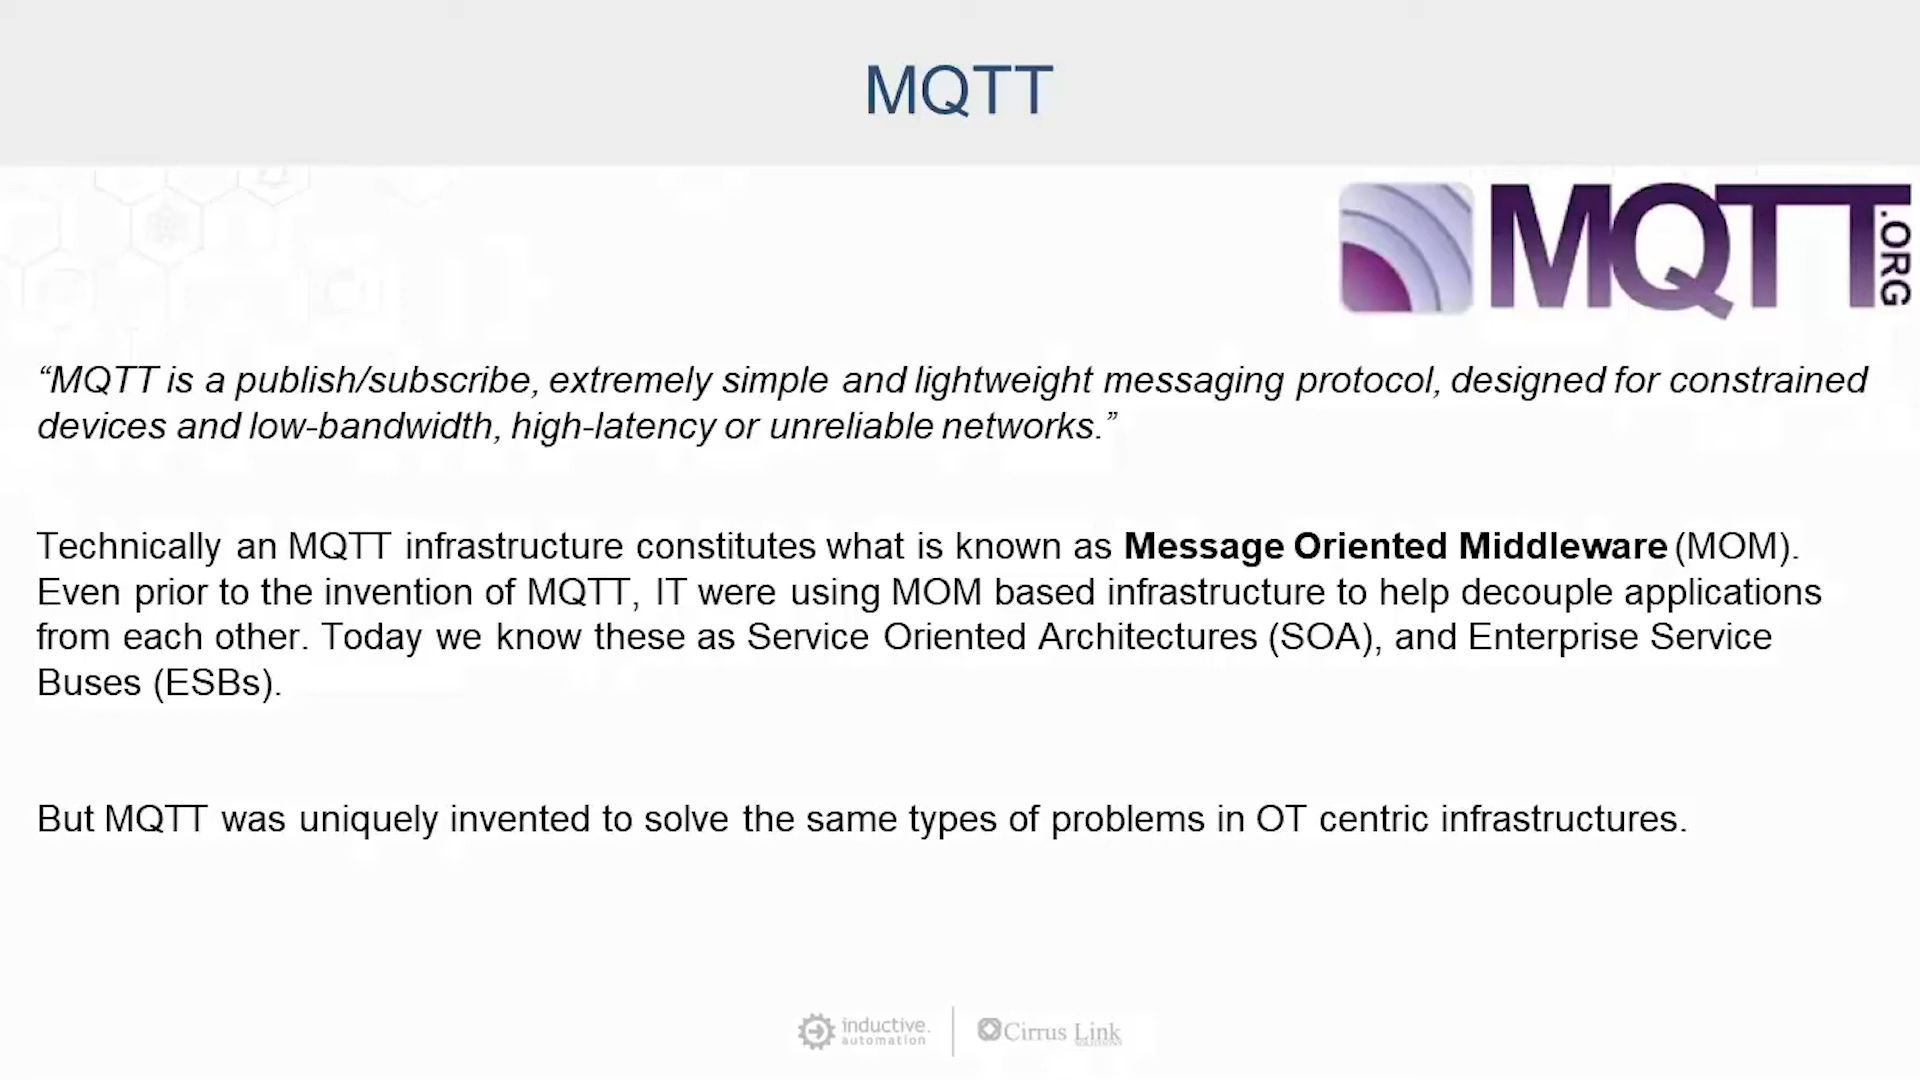 MQTT
MQTT.ORG
“MQTT is a publish/subscribe, extremely simple and lightweight messaging protocol, designed for constrained
devices and low-bandwidth, high-latency or unreliable networks.”
Technically an MQTT infrastructure constitutes what is known as Message Oriented Middleware (MOM).
Even prior to the invention of MQTT, IT were using MOM based infrastructure to help decouple applications
from each other. Today we know these as Service Oriented Architectures (SOA), and Enterprise Service
Buses (ESBs).
But MQTT was uniquely invented to solve the same types of problems in OT centric infrastructures.
inductive.
automation
Cirrus Link
SOLUTIONS